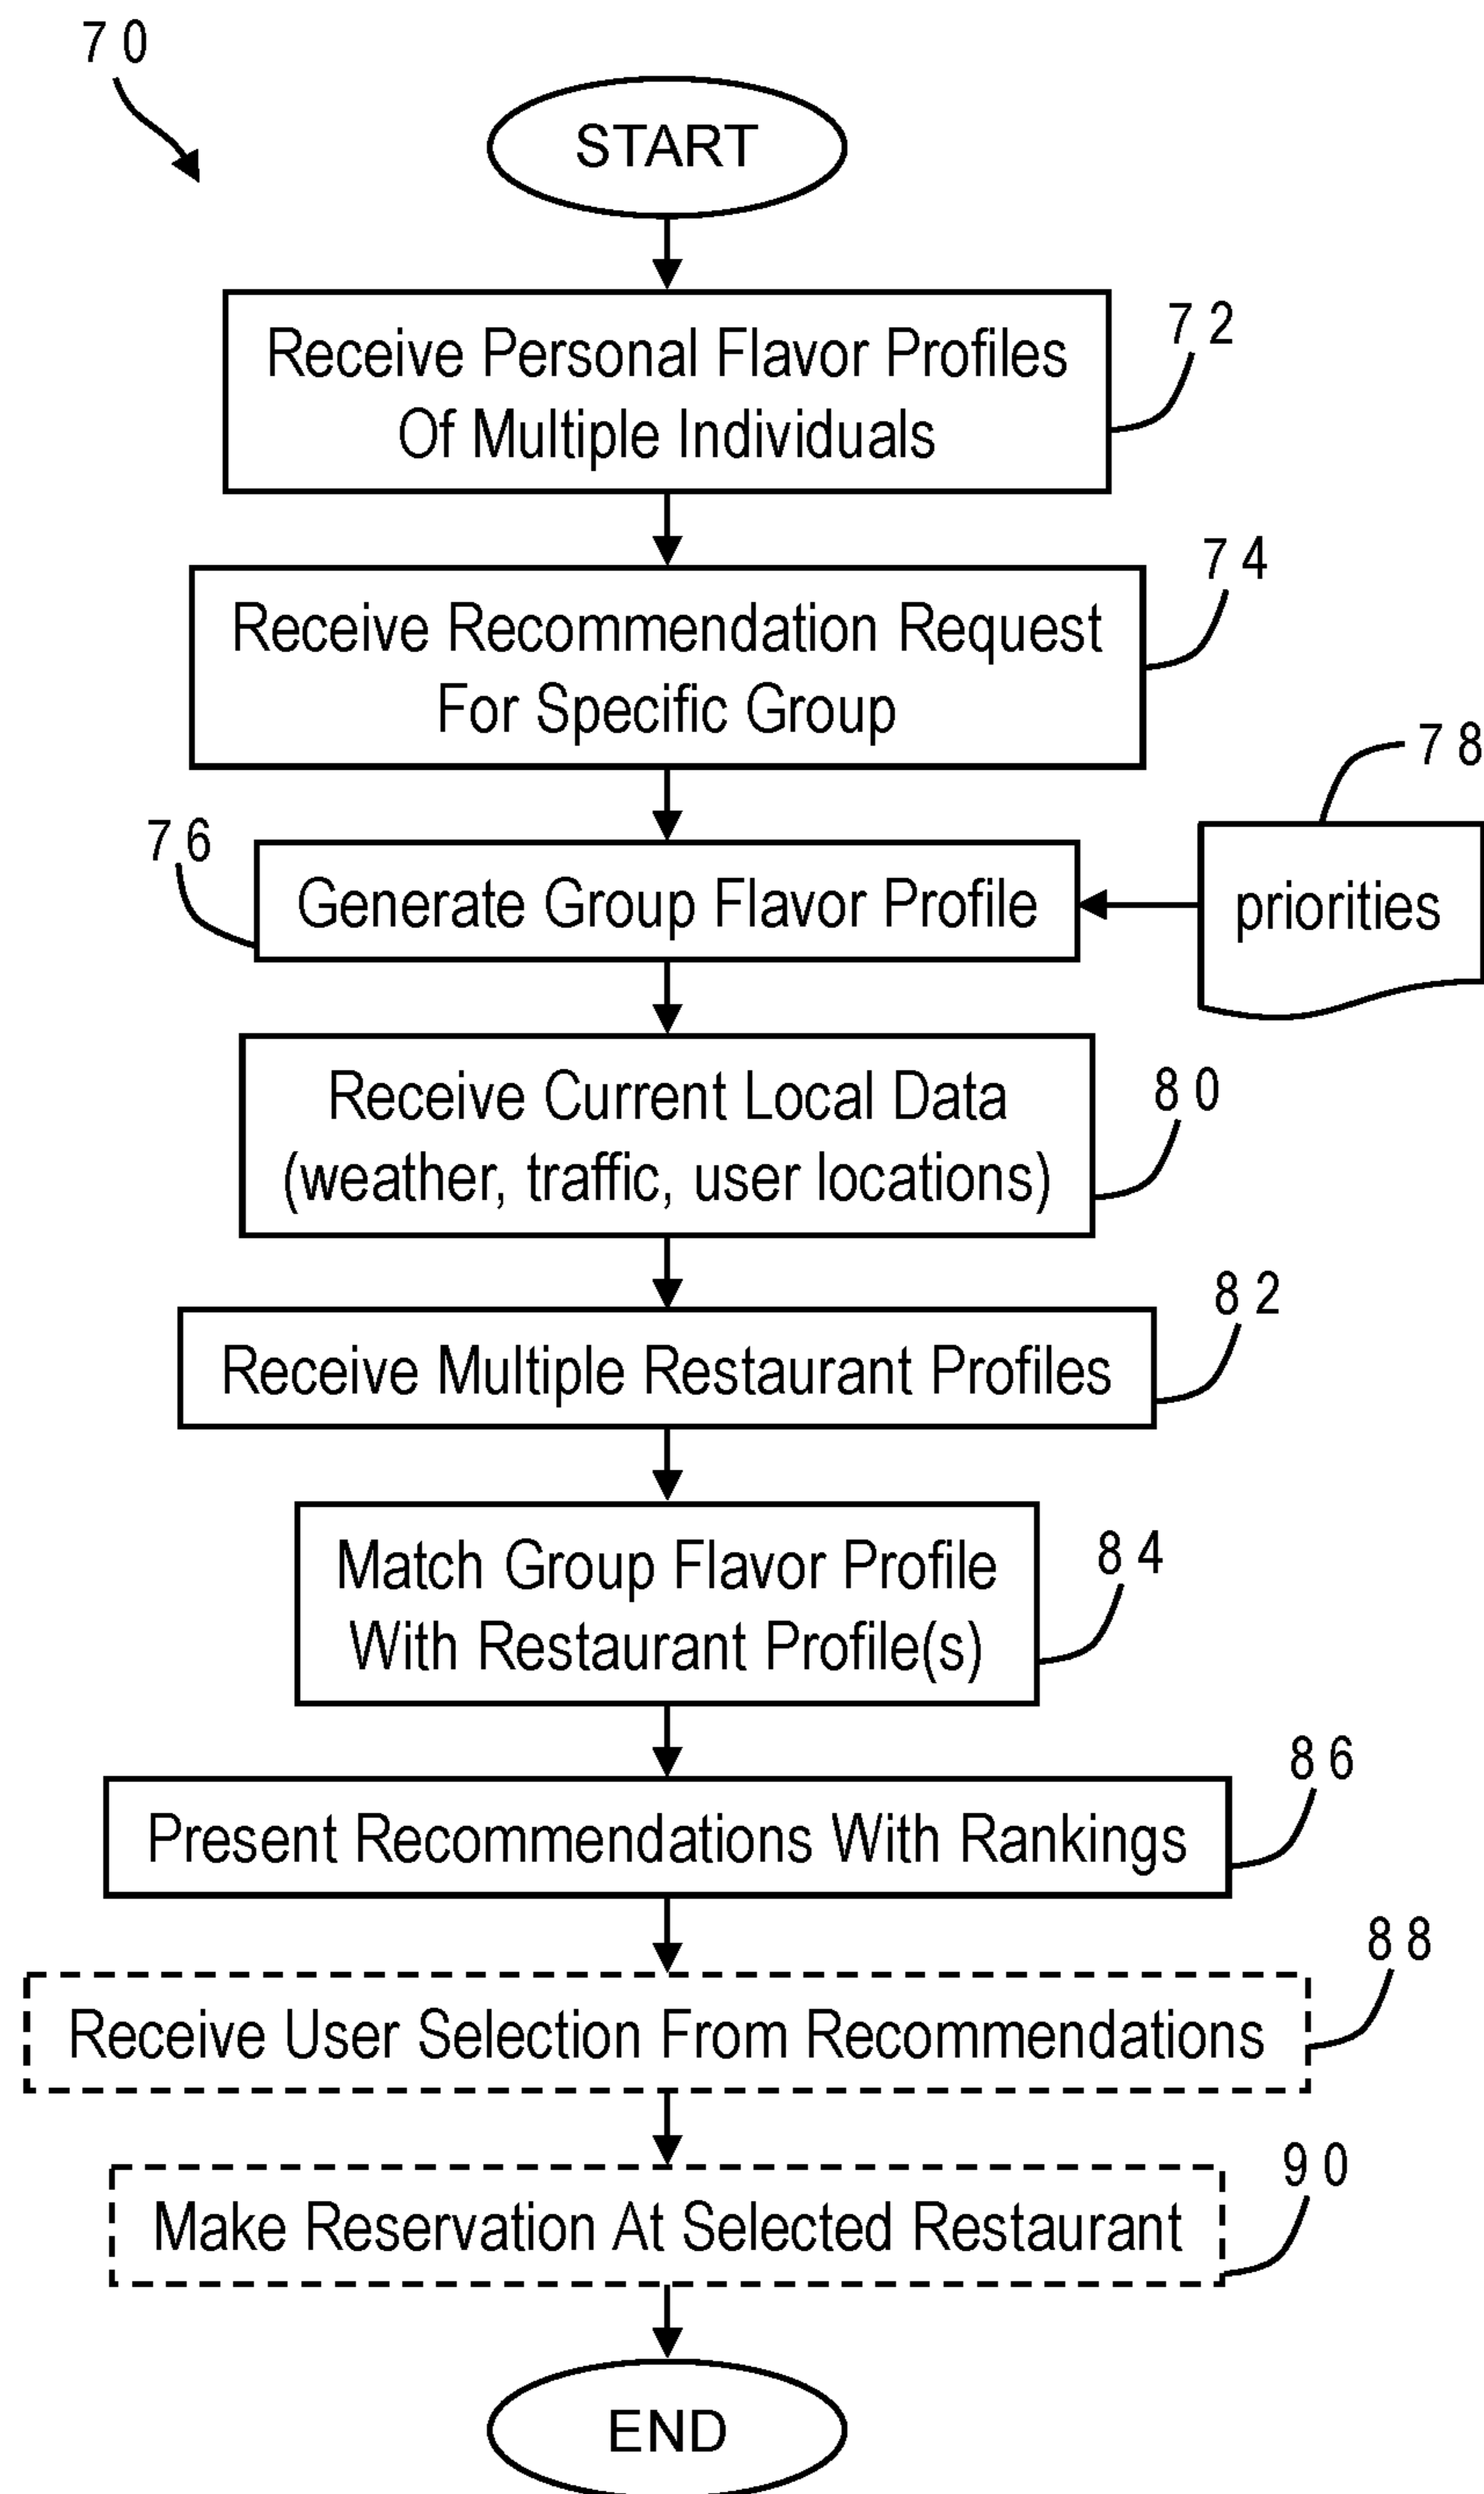 70
START
Receive Personal Flavor Profiles
Of Multiple Individuals
72
Receive Recommendation Request
For Specific Group
74
76
Generate Group Flavor Profile
78
priorities
Receive Current Local Data
(weather, traffic, user locations)
80
Receive Multiple Restaurant Profiles
82
Match Group Flavor Profile
With Restaurant Profile(s)
84
Present Recommendations With Rankings
86
Receive User Selection From Recommendations
88
Make Reservation At Selected Restaurant
90
END